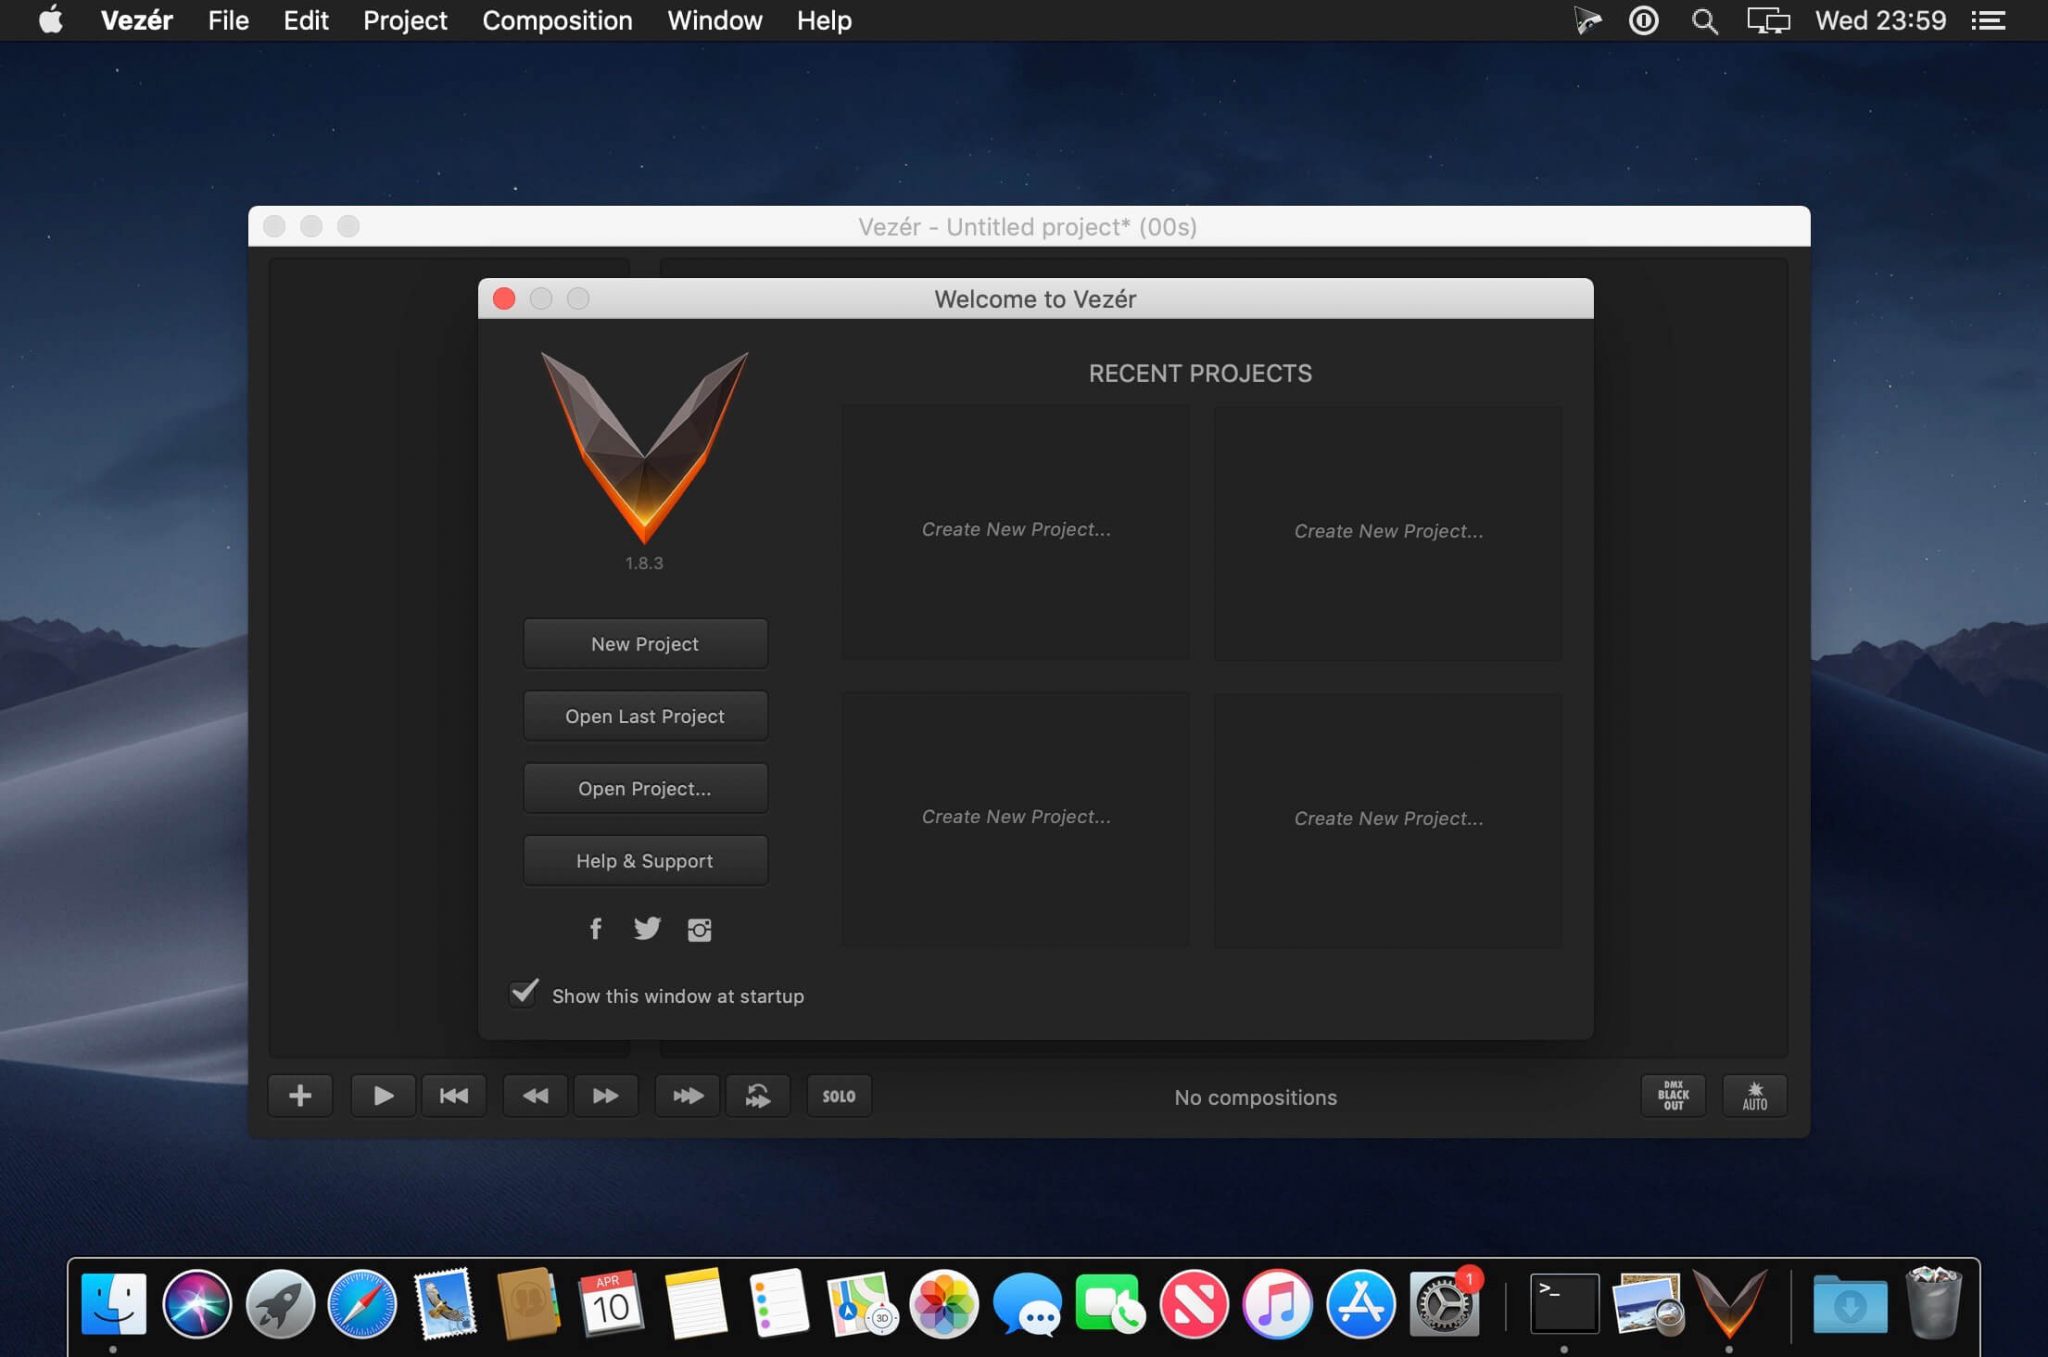 Vezér File Edit Project Composition Window Help Wed 23:59
Vezér - Untitled project* (00s)
Welcome to Vezér
RECENT PROJECTS
Create New Project...
Create New Project...
1.8.3
New Project
Open Last Project
Open Project...
Help & Support
Create New Project...
Create New Project...
Show this window at startup
SOLO
No compositions
DMX
BLACK
OUT
AUTO
APR
10
3D
1
>_